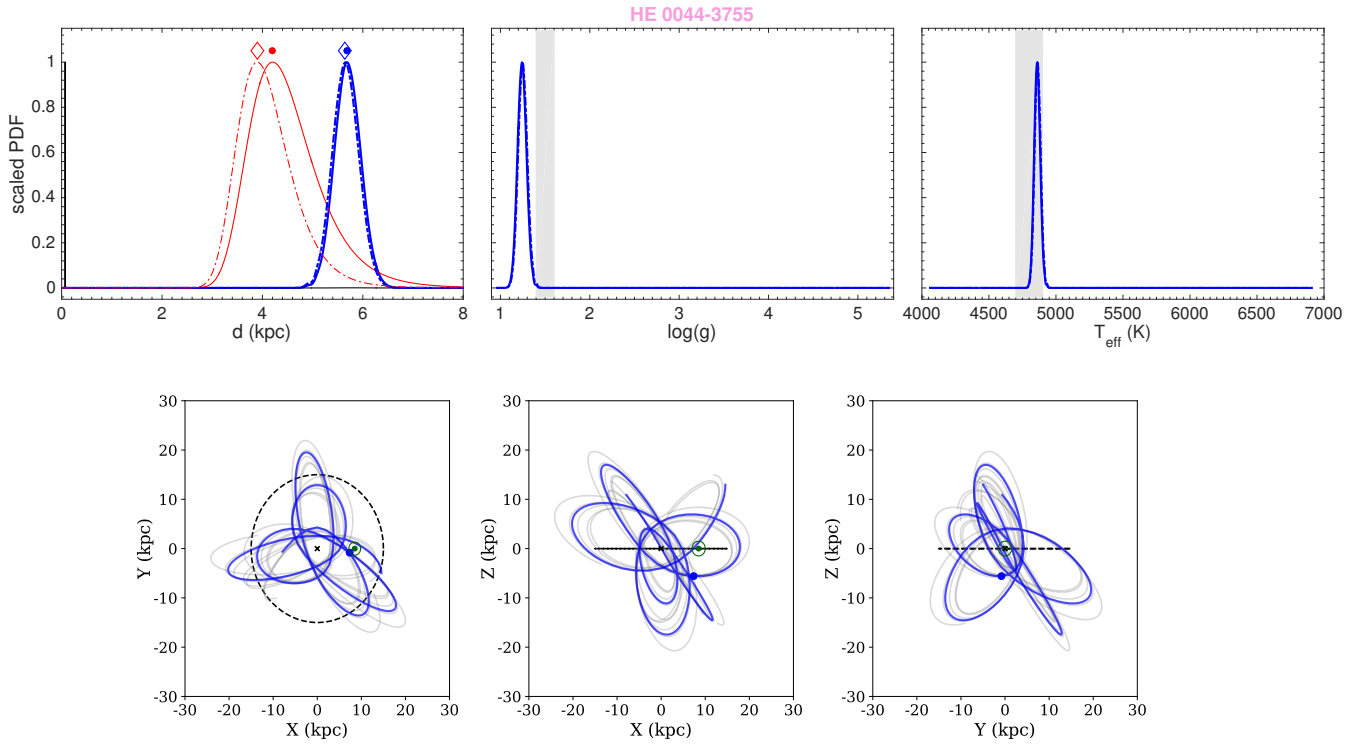 HE 0044-3755
scaled PDF
1
0.8
0.6
0.4
0.2
0
0 2 4 6 8
d (kpc)
1 2 3 4 5
log(g)
4000 4500 5000 5500 6000 6500 7000
T_eff (K)
Y (kpc)
30
20
10
0
-10
-20
-30
-30 -20 -10 0 10 20 30
X (kpc)
Z (kpc)
30
20
10
0
-10
-20
-30
-30 -20 -10 0 10 20 30
X (kpc)
Z (kpc)
30
20
10
0
-10
-20
-30
-30 -20 -10 0 10 20 30
Y (kpc)